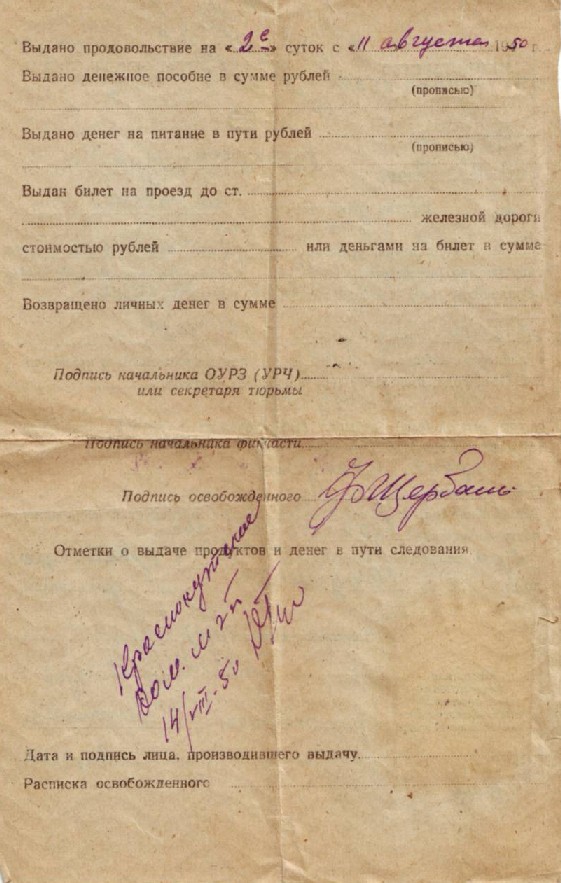 Выдано продовольствие на «2е» суток с «11 августа 1950 г.
Выдано денежное пособие в сумме рублей
(прописью)
Выдано денег на питание в пути рублей
(прописью)
Выдан билет на проезд до ст.
железной дороги
стоимостью рублей или деньгами на билет в сумме
Возвращено личных денег в сумме
Подпись начальника ОУРЗ (УРЧ)
или секретаря тюрьмы
Подпись начальника финчасти
Подпись освобожденного
Отметки о выдаче продуктов и денег в пути следования
14/VIII-50
Дата и подпись лица, производившего выдачу.
Расписка освобожденного